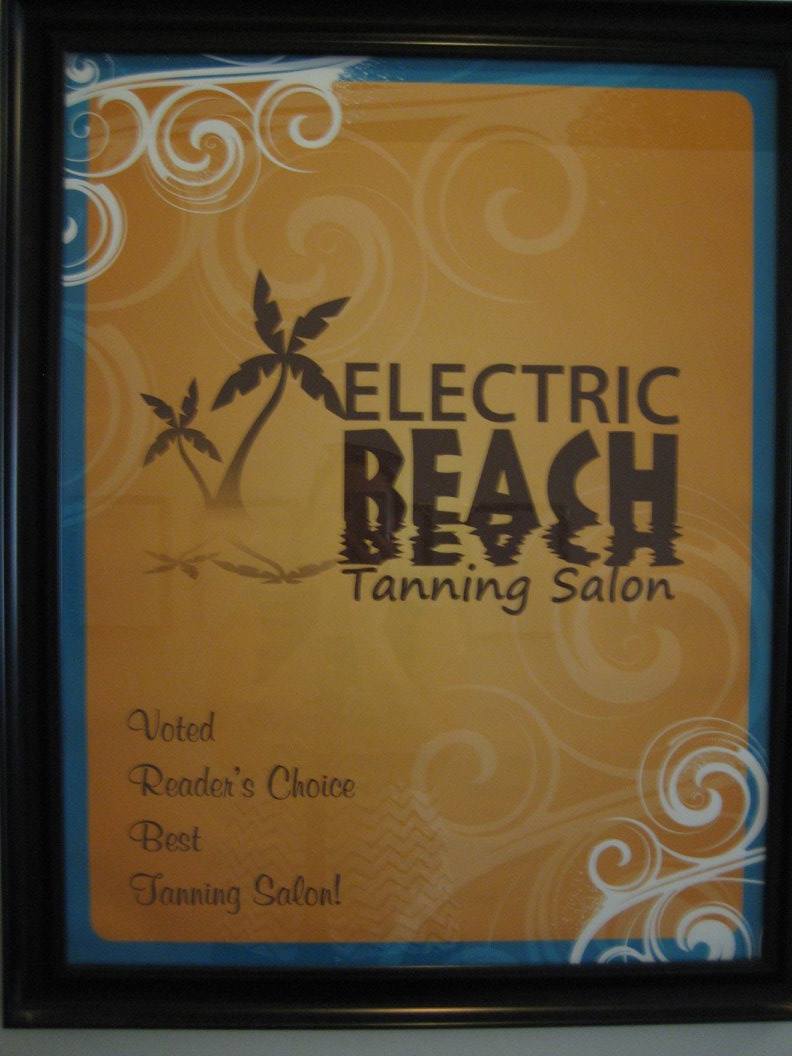 ELECTRIC
BEACH
Tanning Salon
Voted
Reader's Choice
Best
Tanning Salon!